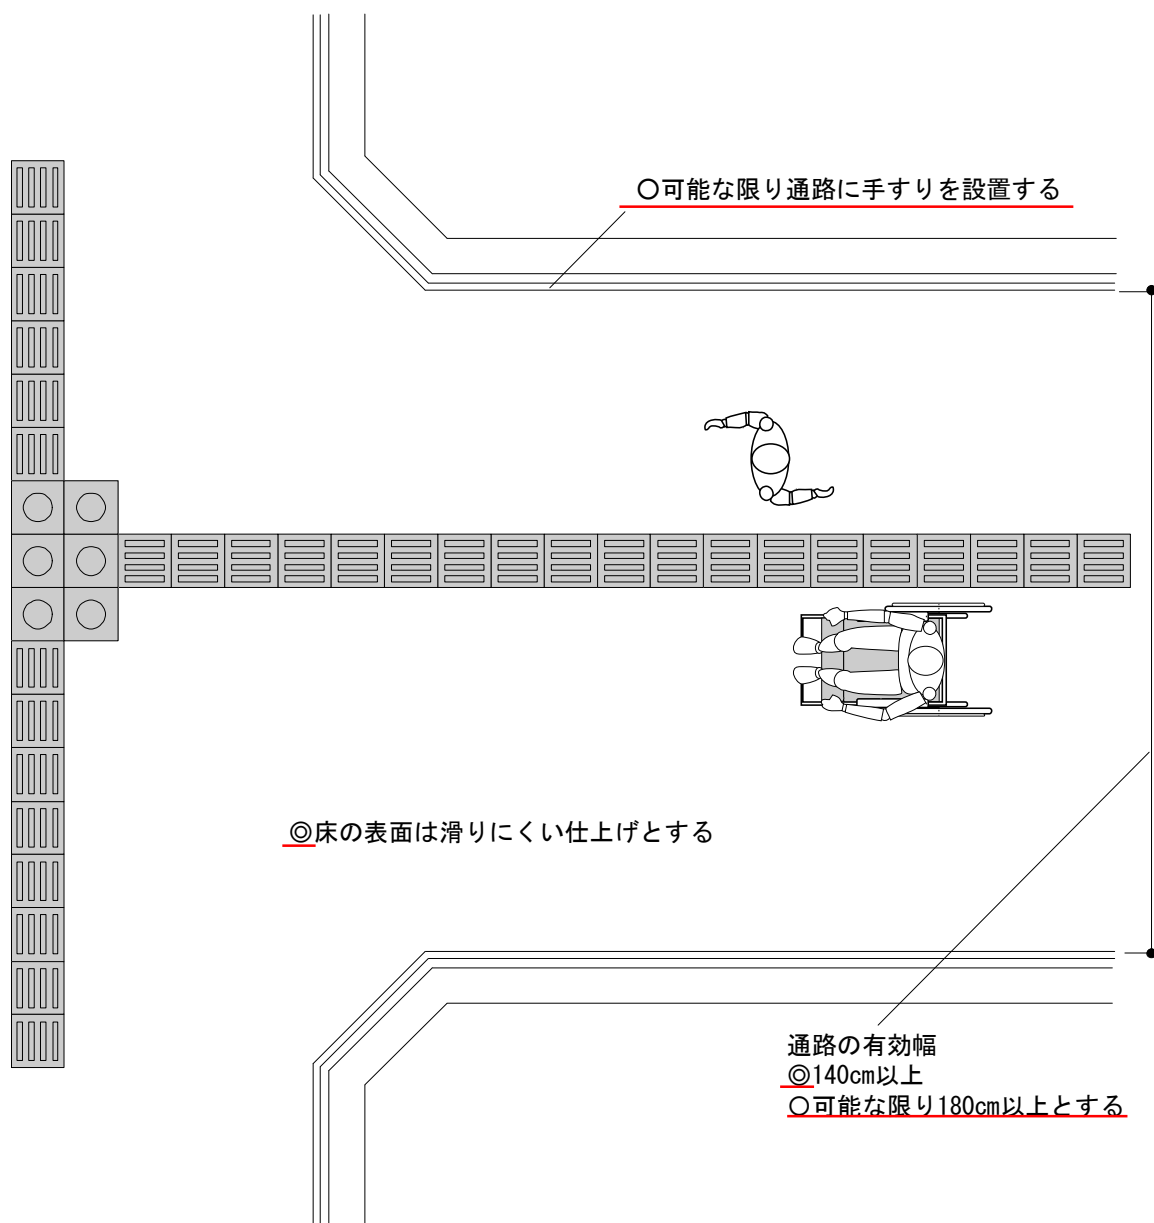 ○可能な限り通路に手すりを設置する
◎床の表面は滑りにくい仕上げとする
通路の有効幅
◎140cm以上
○可能な限り180cm以上とする